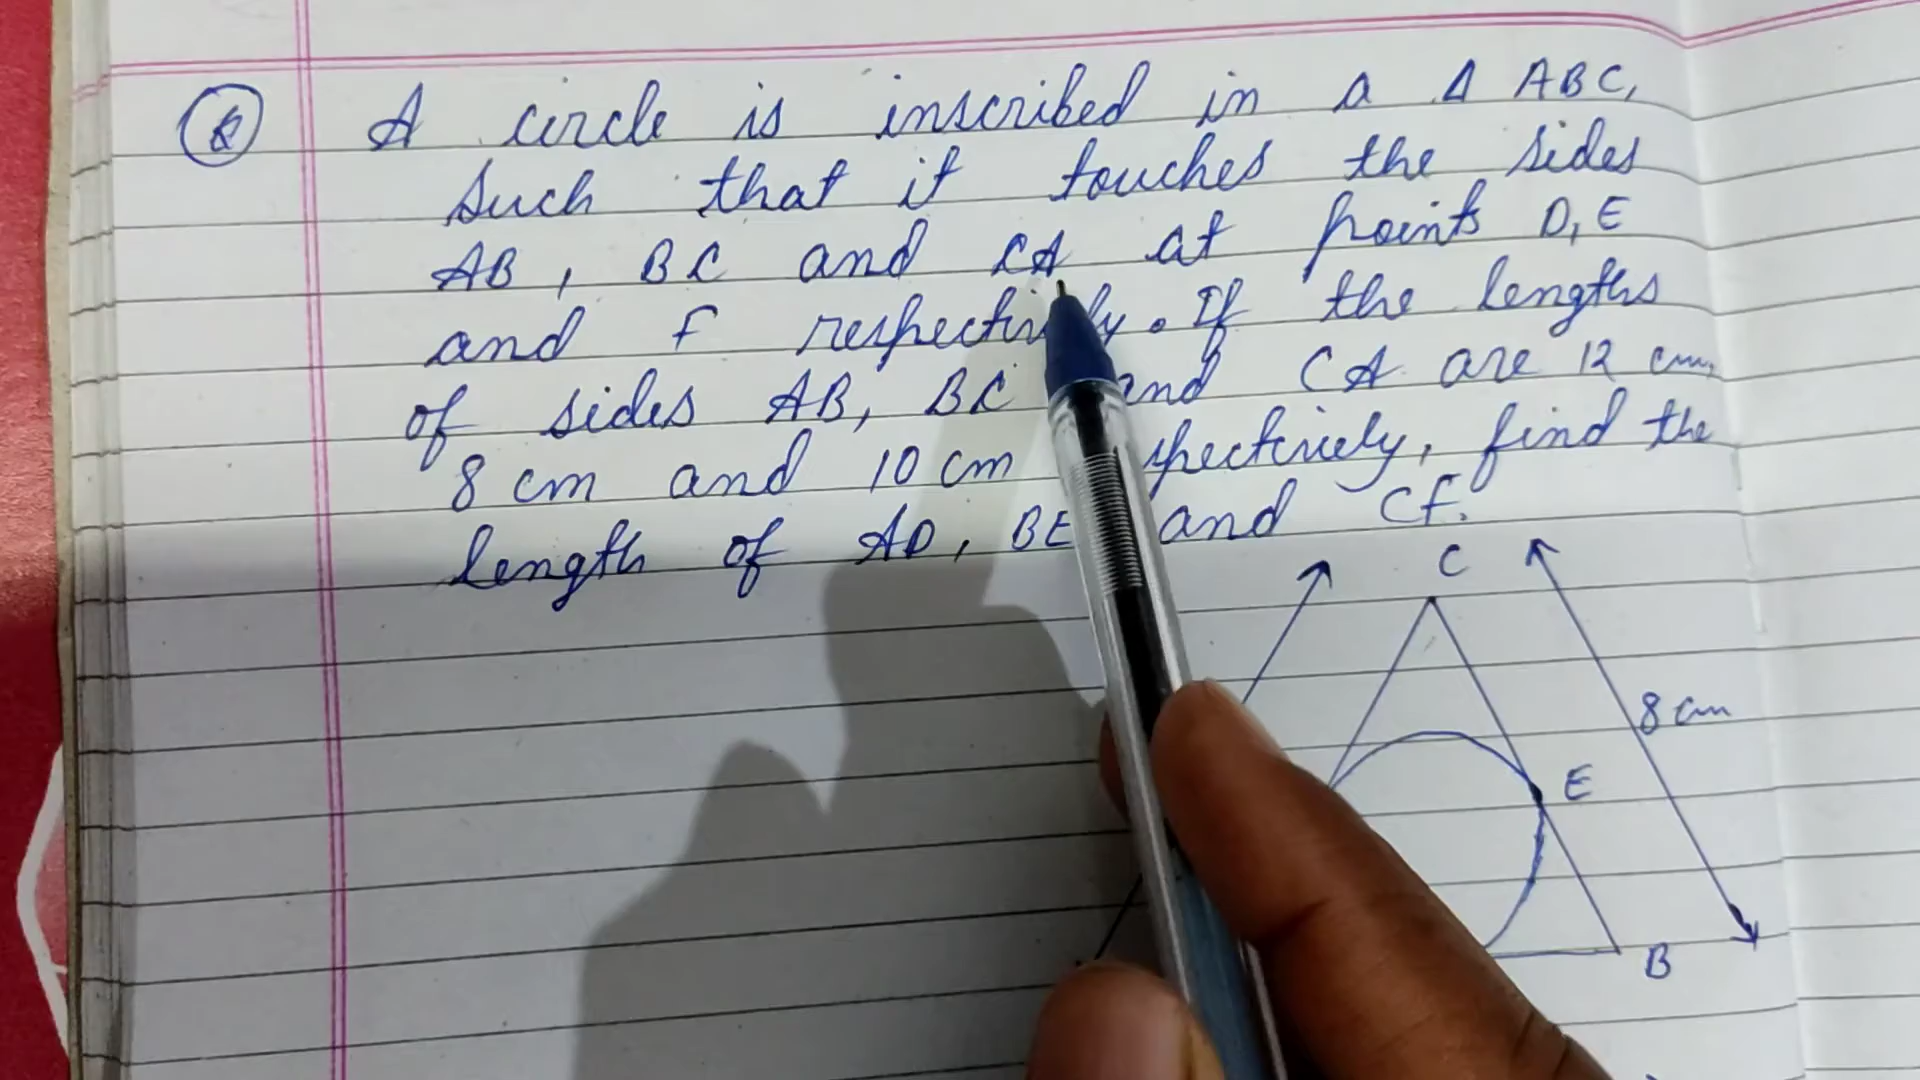 Q A circle is inscribed in a Δ ABC,
such that it touches the sides
AB, BC and CA at points D, E
and F respectively. If the lengths
of sides AB, BC and CA are 12 cm,
8 cm and 10 cm respectively, find the
length of AD, BE and CF.
C
8 cm
E
B